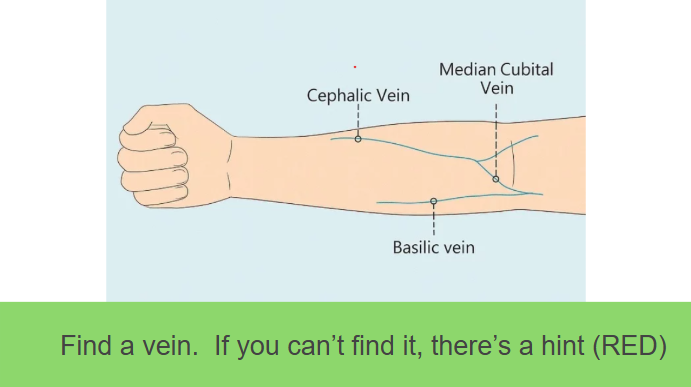 Cephalic Vein
Median Cubital
Vein
Basilic vein
Find a vein.  If you can’t find it, there’s a hint (RED)